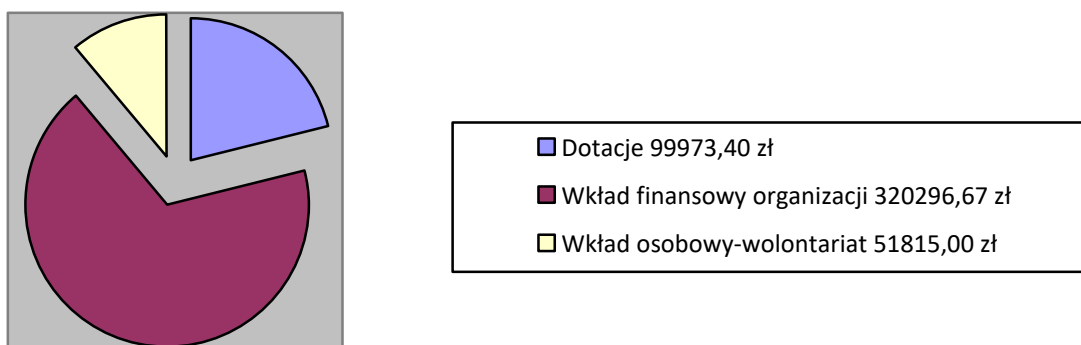 Dotacje 99973,40 zł
Wkład finansowy organizacji 320296,67 zł
Wkład osobowy-wolontariat 51815,00 zł